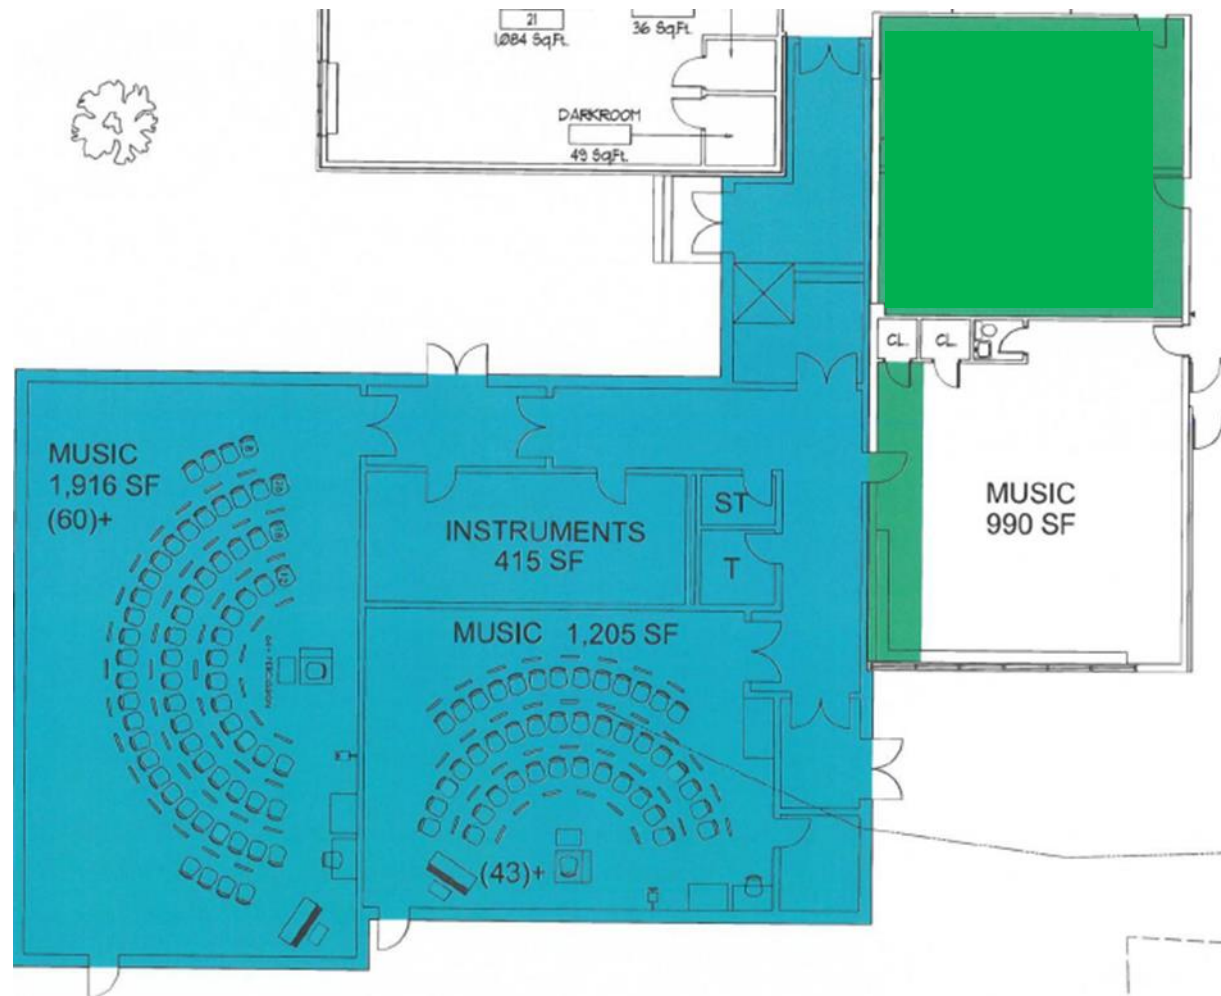 21
1,084 Sq.Ft.
36 Sq.Ft.
DARKROOM
49 Sq.Ft.
CL.
CL.
MUSIC
1,916 SF
(60)+
INSTRUMENTS
415 SF
ST
T
MUSIC
990 SF
MUSIC 1,205 SF
(43)+